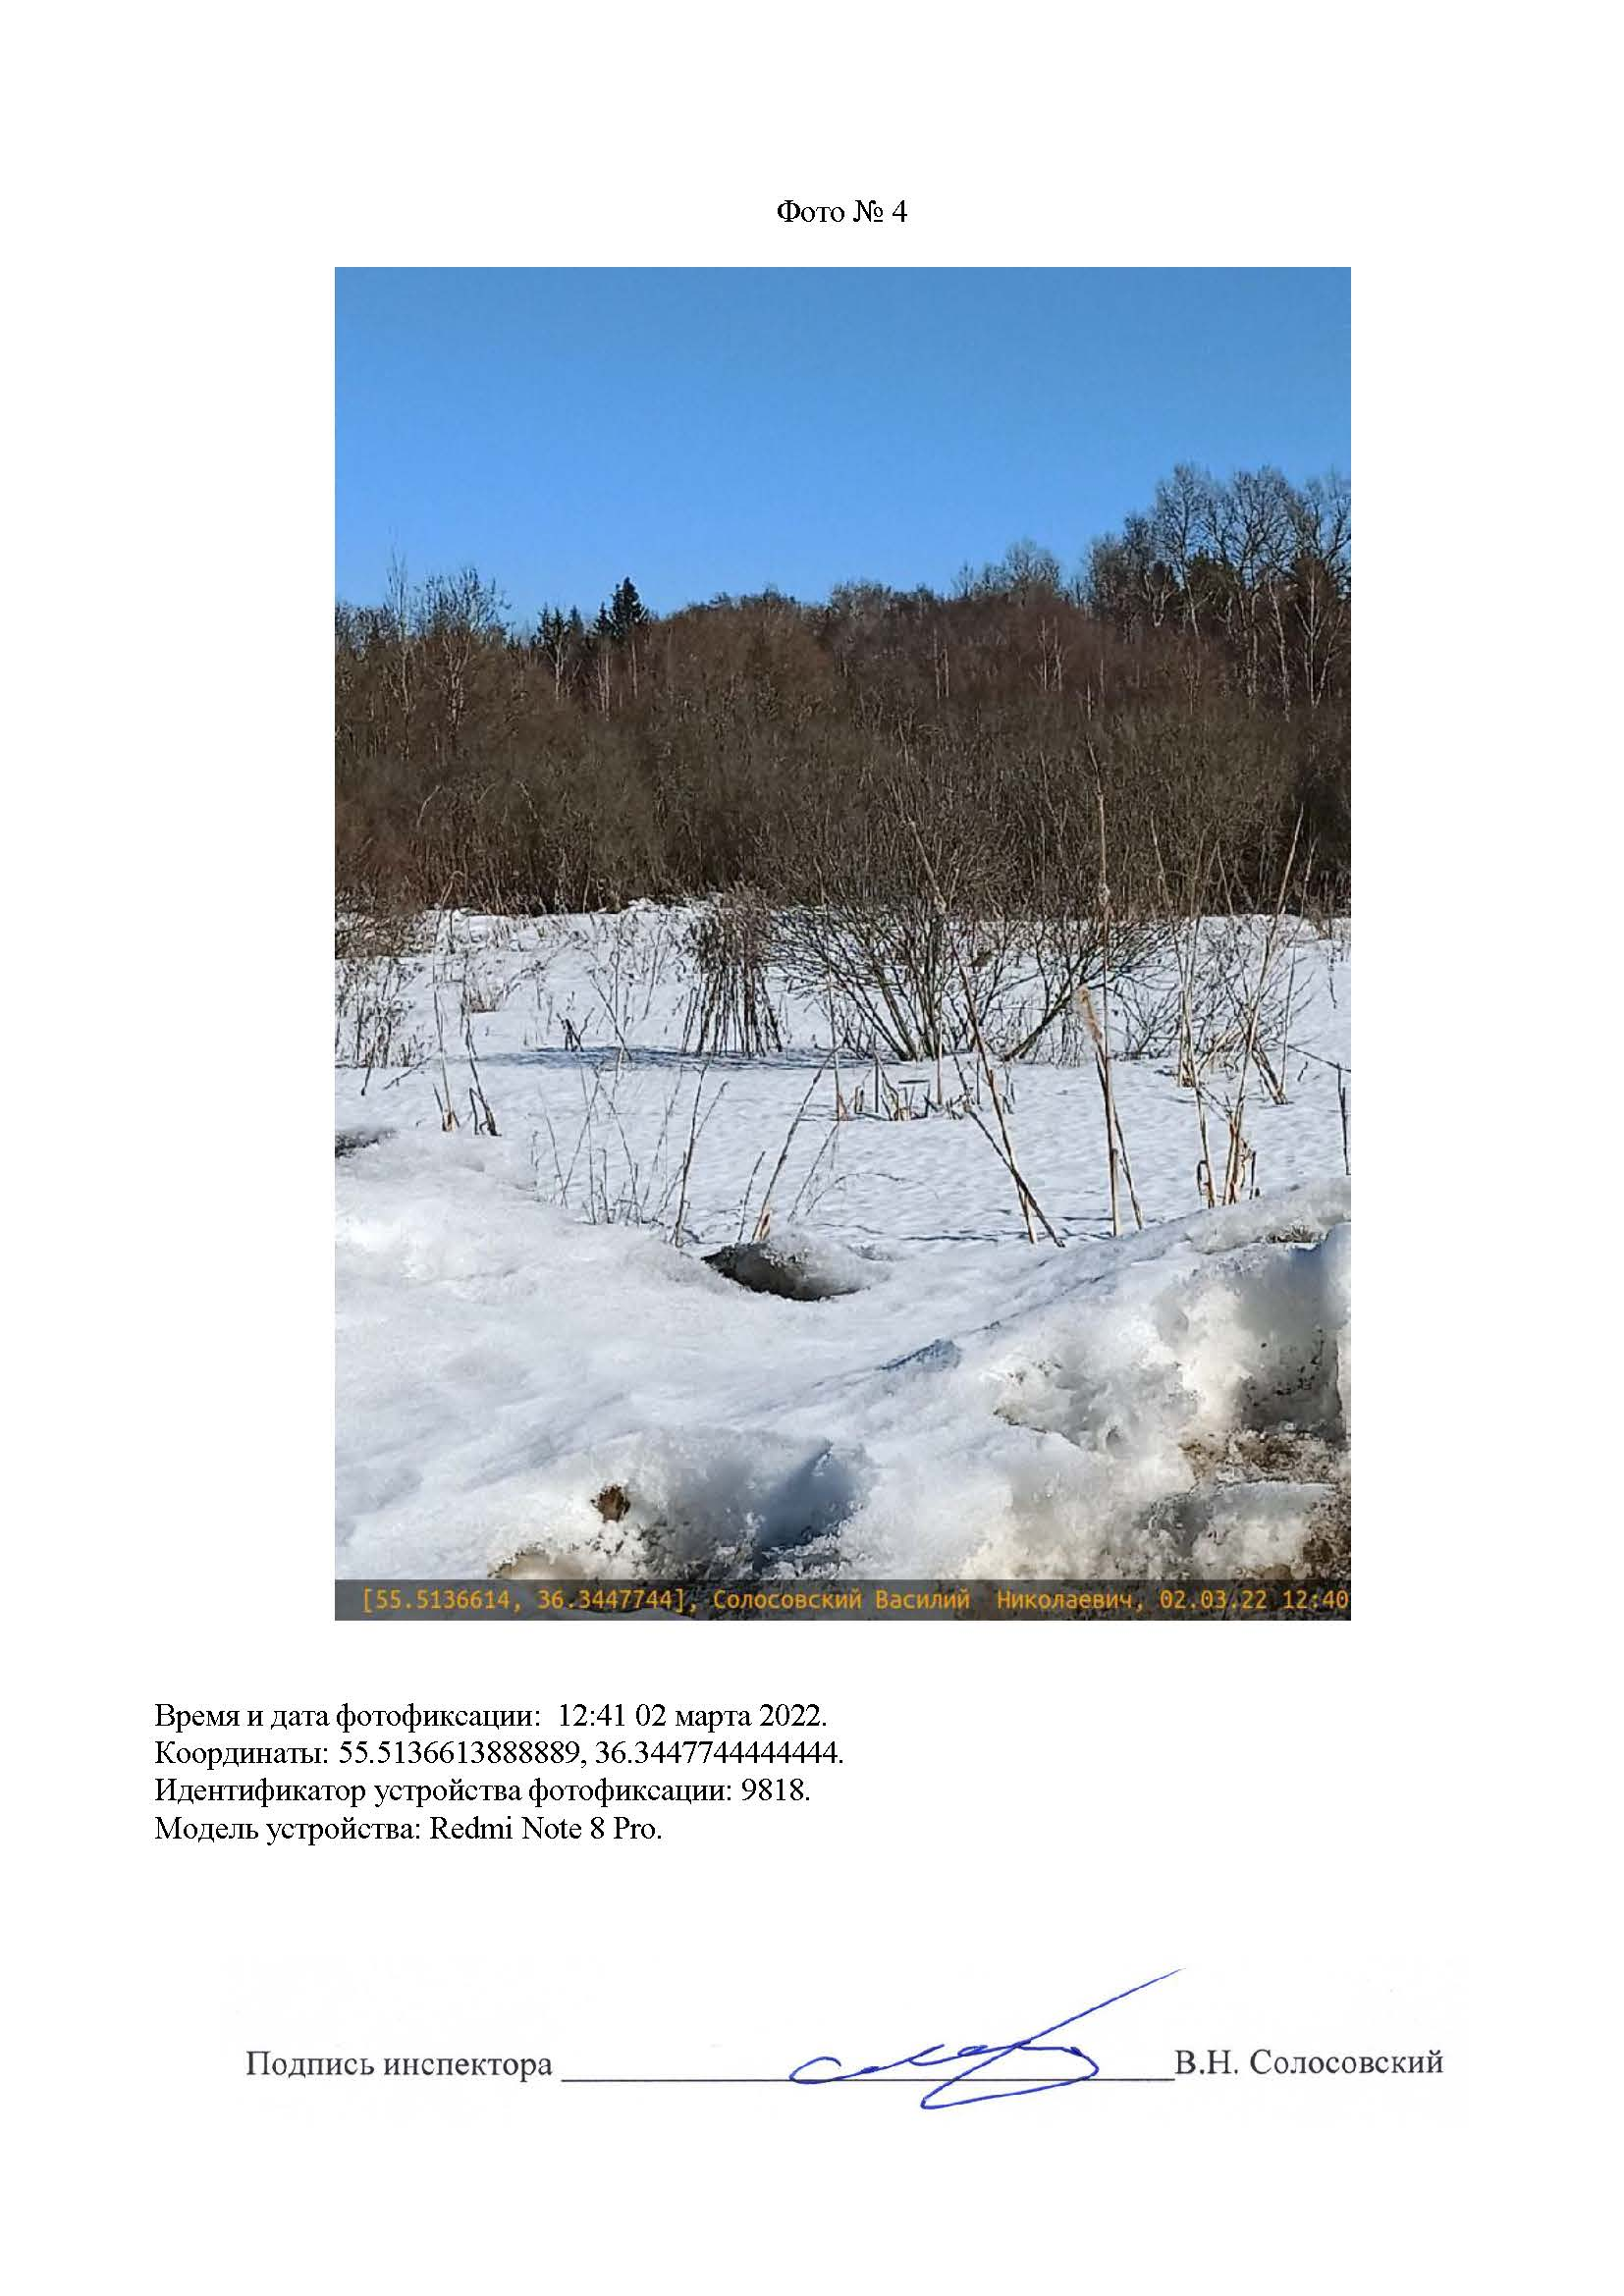 Фото № 4
[55.5136614, 36.3447744], Солосовский Василий  Николаевич, 02.03.22 12:40
Время и дата фотофиксации:  12:41 02 марта 2022.
Координаты: 55.5136613888889, 36.3447744444444.
Идентификатор устройства фотофиксации: 9818.
Модель устройства: Redmi Note 8 Pro.
Подпись инспектора ________________ В.Н. Солосовский